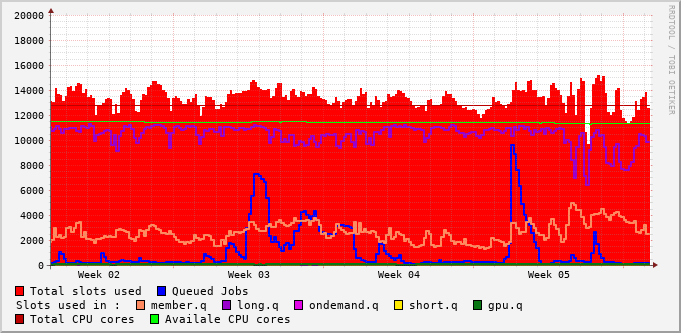 RRDTOOL / TOBI OETIKER
20000
18000
16000
14000
12000
10000
8000
6000
4000
2000
0
Week 02 Week 03 Week 04 Week 05
Total slots used Queued Jobs
Slots used in : member.q long.q ondemand.q short.q gpu.q
Total CPU cores Availale CPU cores